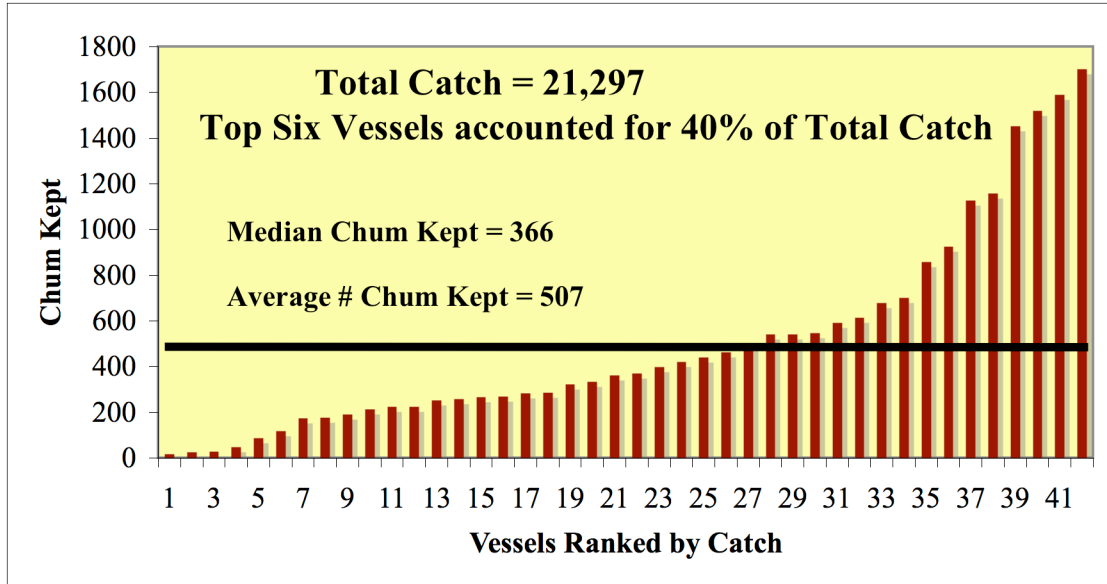 Total Catch = 21,297
Top Six Vessels accounted for 40% of Total Catch
Median Chum Kept = 366
Average # Chum Kept = 507
Chum Kept
1800
1600
1400
1200
1000
800
600
400
200
0
1 3 5 7 9 11 13 15 17 19 21 23 25 27 29 31 33 35 37 39 41
Vessels Ranked by Catch